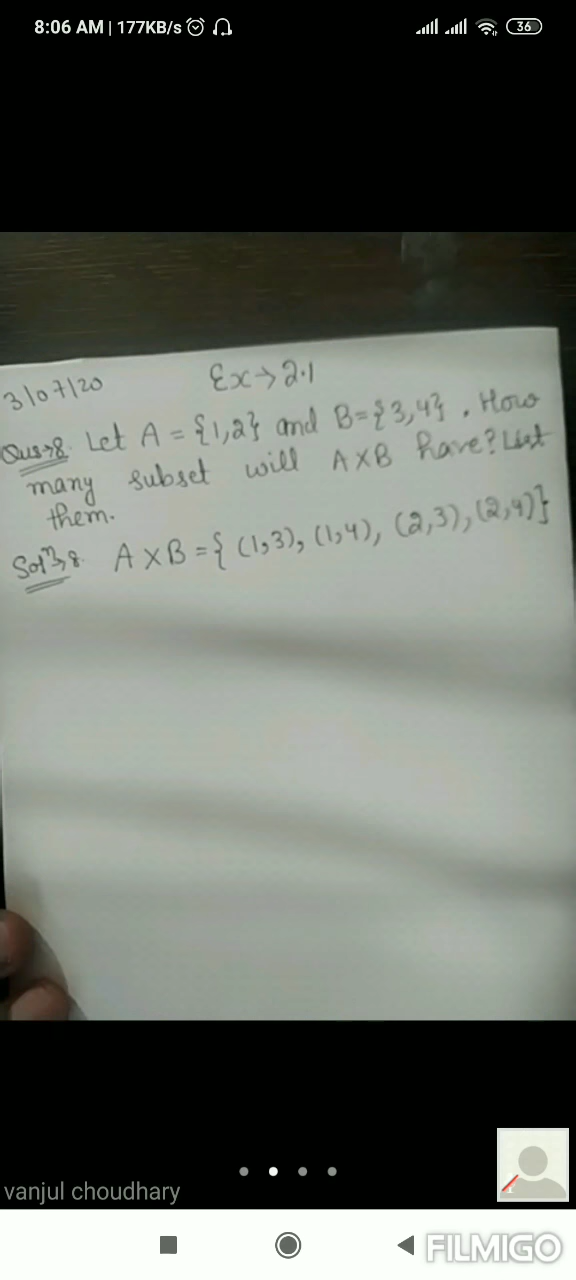 8:06 AM | 177KB/s
36
3/07/20
Ex→2.1
Qus→8. Let A = {1,2} and B={3,4}. How
many subset will A×B have? List
them.
Solⁿ→8. A×B={ (1,3), (1,4), (2,3), (2,4)}
vanjul choudhary
FILMIGO